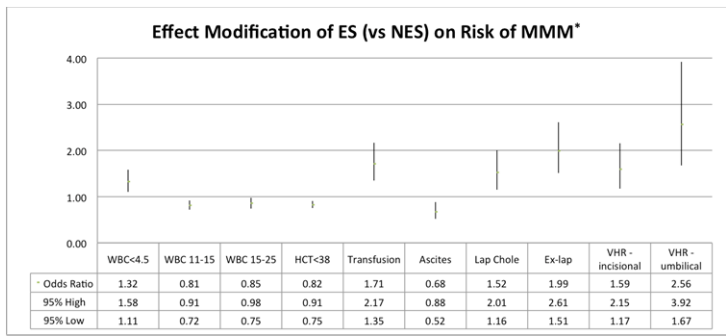 Effect Modification of ES (vs NES) on Risk of MMM*
4.00
3.00
2.00
1.00
0.00
WBC<4.5 WBC 11-15 WBC 15-25 HCT<38 Transfusion Ascites Lap Chole Ex-lap VHR - incisional VHR - umbilical
Odds Ratio 1.32 0.81 0.85 0.82 1.71 0.68 1.52 1.99 1.59 2.56
95% High 1.58 0.91 0.98 0.91 2.17 0.88 2.01 2.61 2.15 3.92
95% Low 1.11 0.72 0.75 0.75 1.35 0.52 1.16 1.51 1.17 1.67